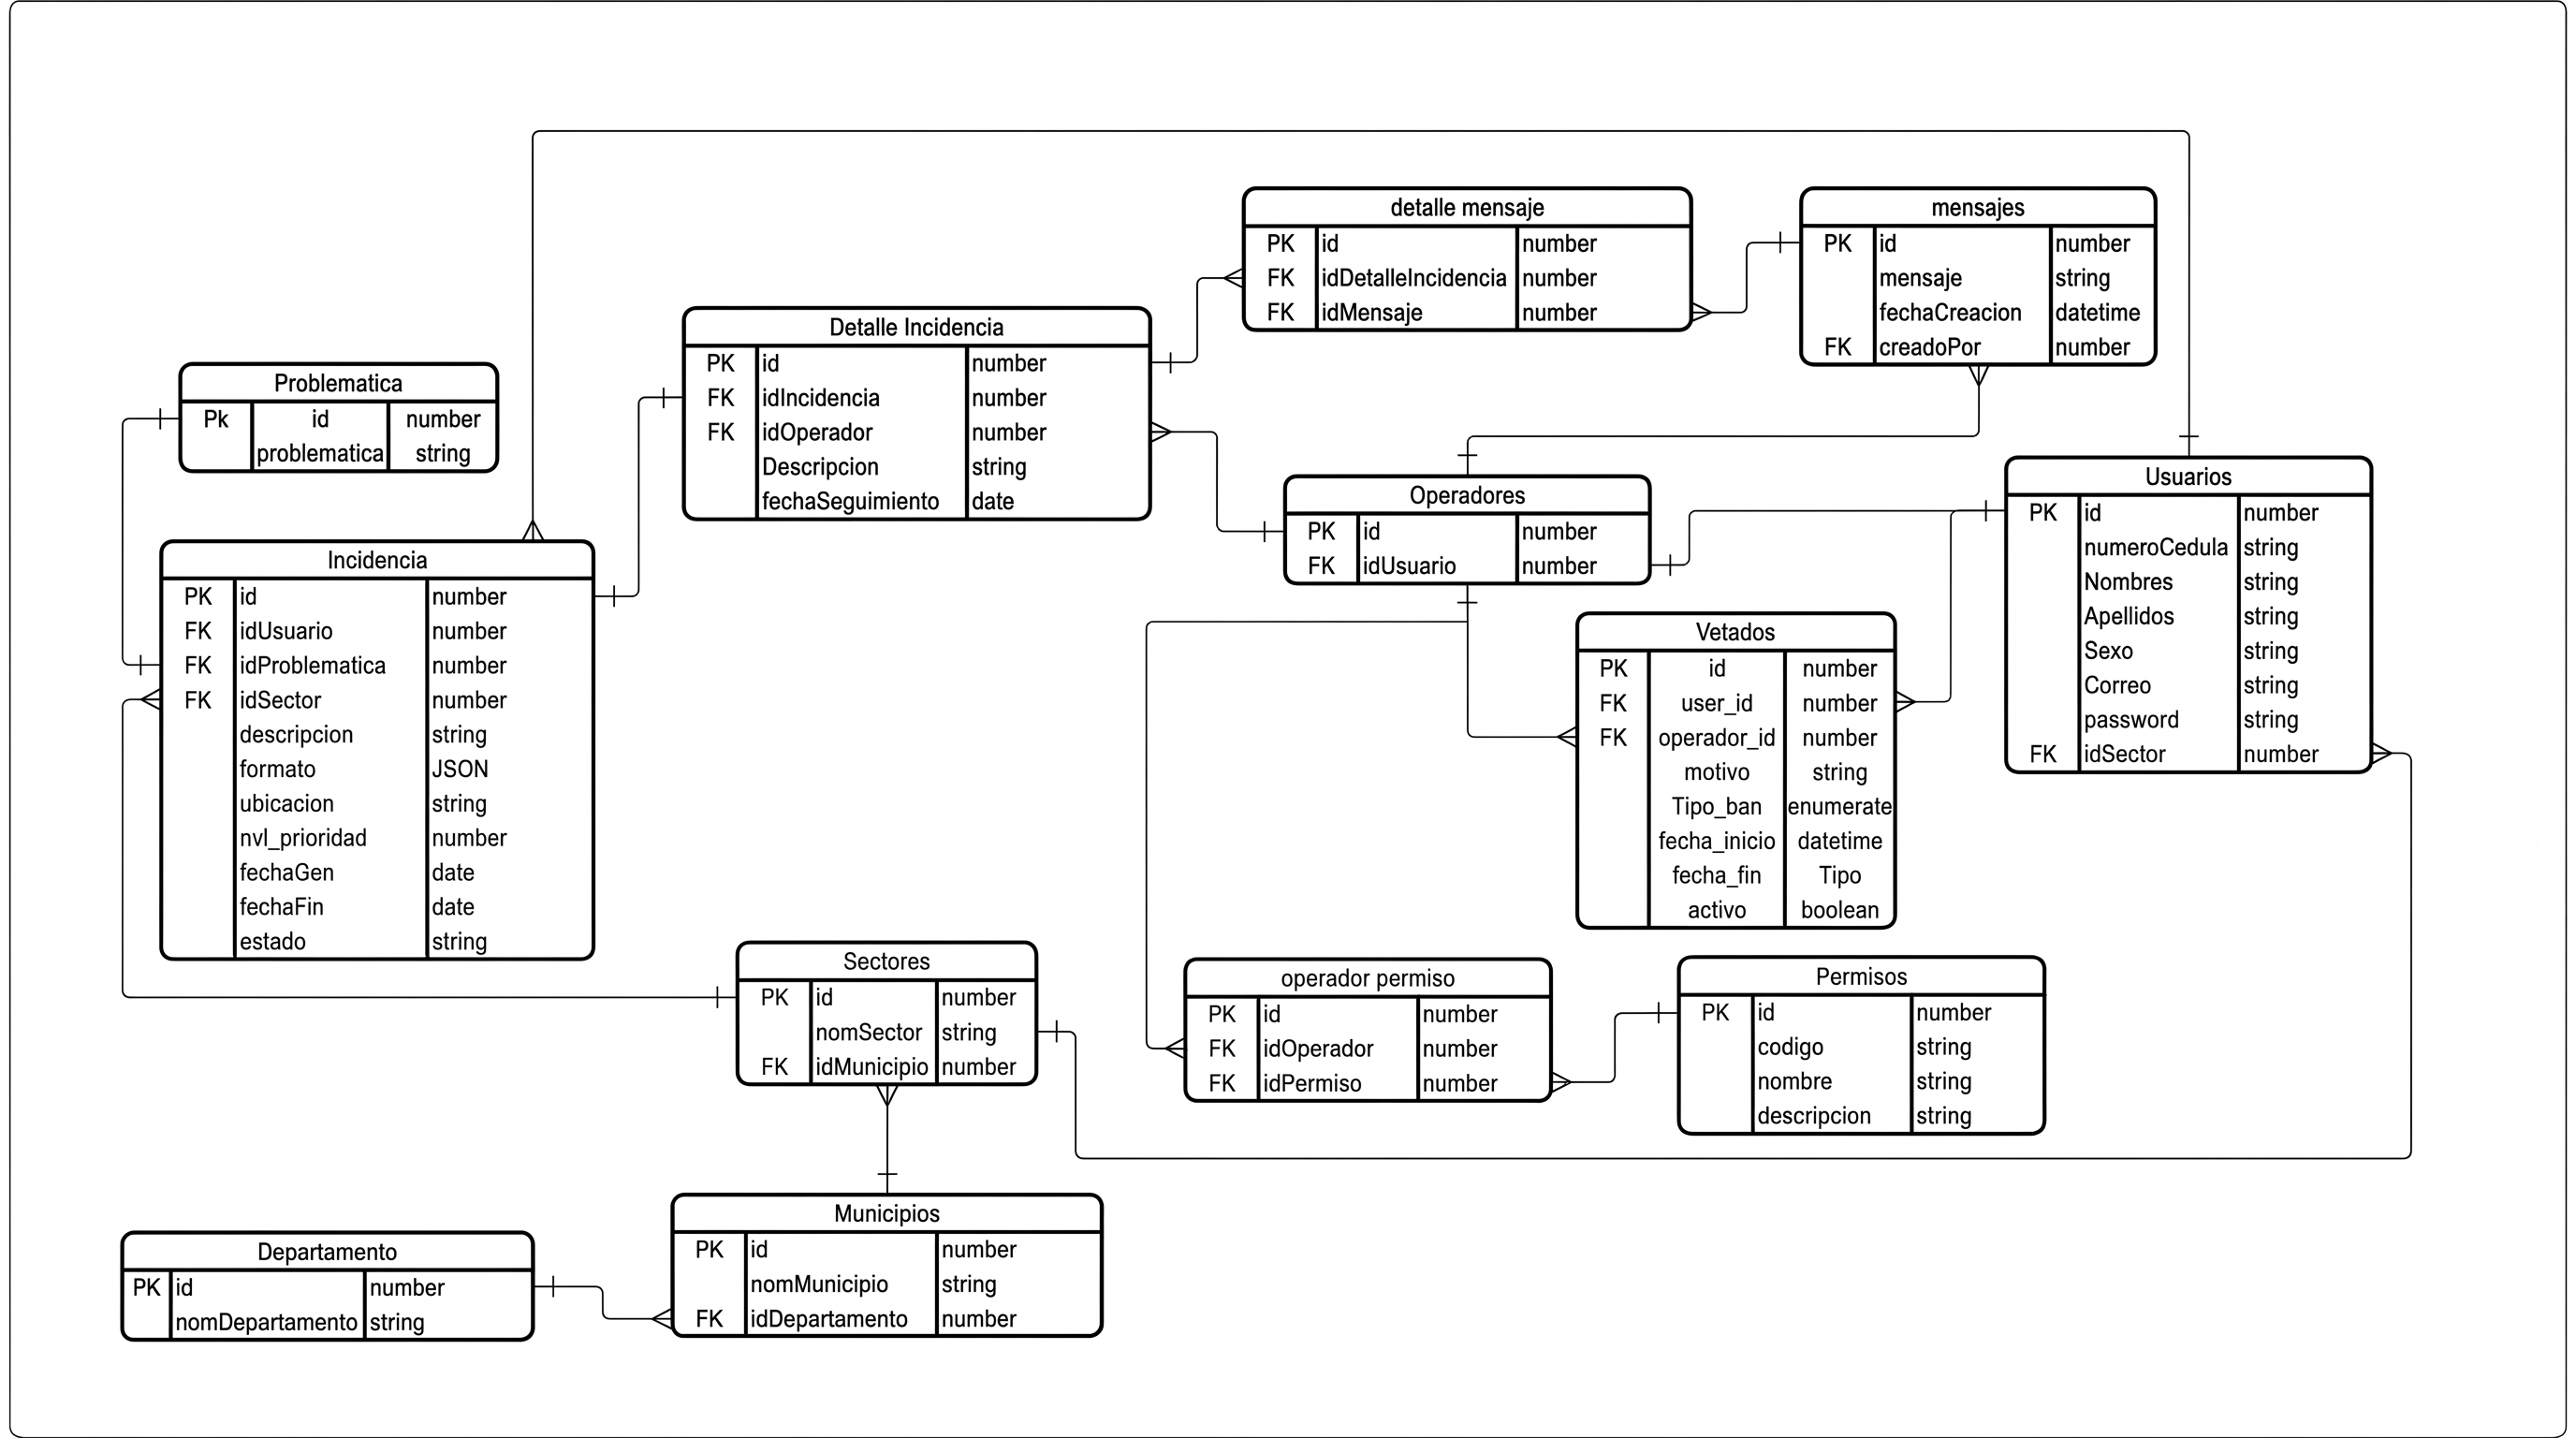 detalle mensaje
PK id number
FK idDetalleIncidencia number
FK idMensaje number
mensajes
PK id number
mensaje string
fechaCreacion datetime
FK creadoPor number
Detalle Incidencia
PK id number
FK idIncidencia number
FK idOperador number
Descripcion string
fechaSeguimiento date
Problematica
Pk id number
problematica string
Operadores
PK id number
FK idUsuario number
Usuarios
PK id number
numeroCedula string
Nombres string
Apellidos string
Sexo string
Correo string
password string
FK idSector number
Incidencia
PK id number
FK idUsuario number
FK idProblematica number
FK idSector number
descripcion string
formato JSON
ubicacion string
nvl_prioridad number
fechaGen date
fechaFin date
estado string
Vetados
PK id number
FK user_id number
FK operador_id number
motivo string
Tipo_ban enumerate
fecha_inicio datetime
fecha_fin Tipo
activo boolean
Sectores
PK id number
nomSector string
FK idMunicipio number
operador permiso
PK id number
FK idOperador number
FK idPermiso number
Permisos
PK id number
codigo string
nombre string
descripcion string
Municipios
PK id number
nomMunicipio string
FK idDepartamento number
Departamento
PK id number
nomDepartamento string